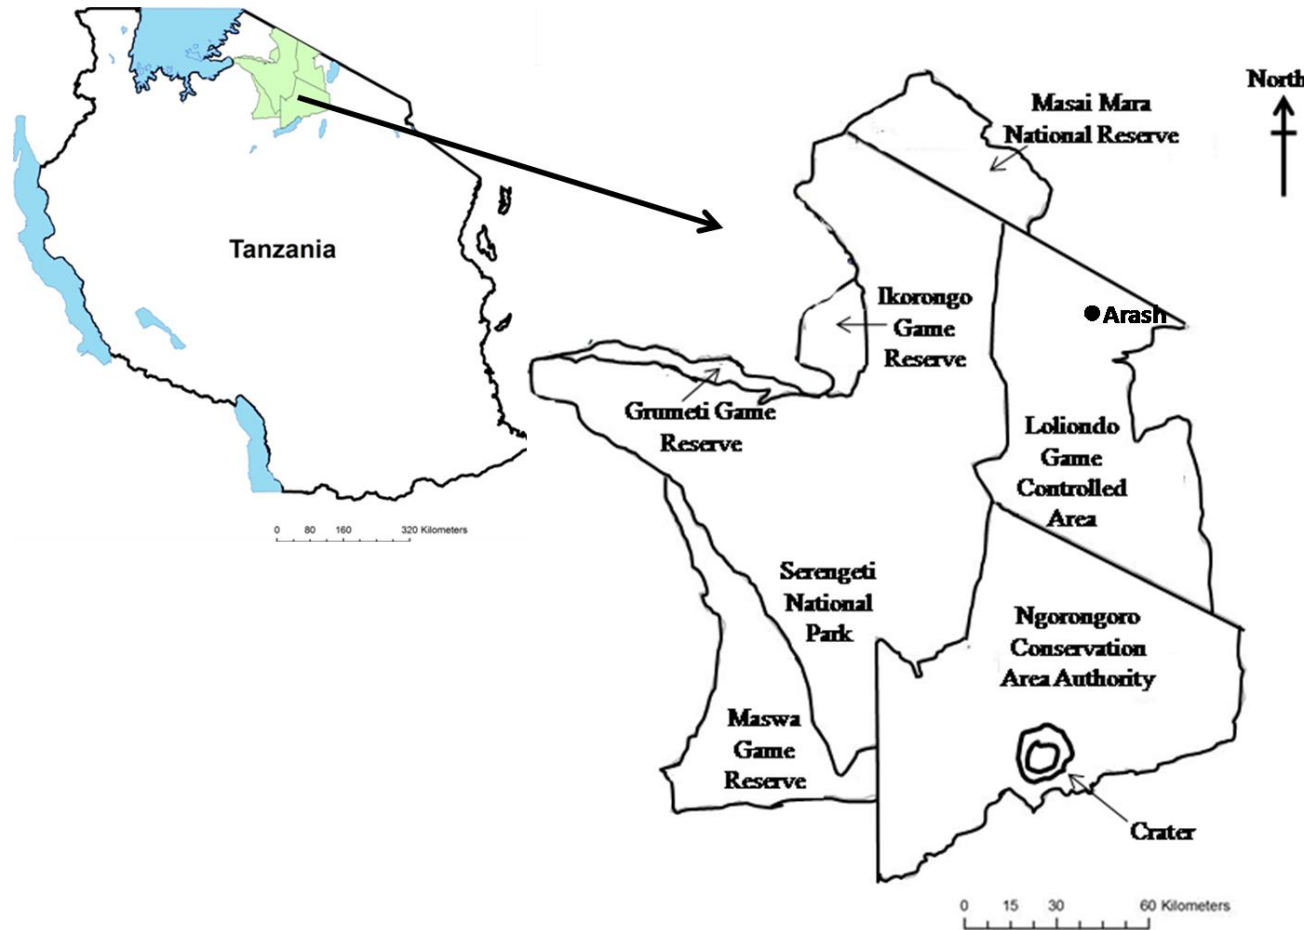 North
Masai Mara
National Reserve
Tanzania
Ikorongo
Game
Reserve
Arash
Grumeti Game
Reserve
Loliondo
Game
Controlled
Area
0 80 160 320 Kilometers
Serengeti
National
Park
Ngorongoro
Conservation
Area Authority
Maswa
Game
Reserve
Crater
0 15 30 60 Kilometers